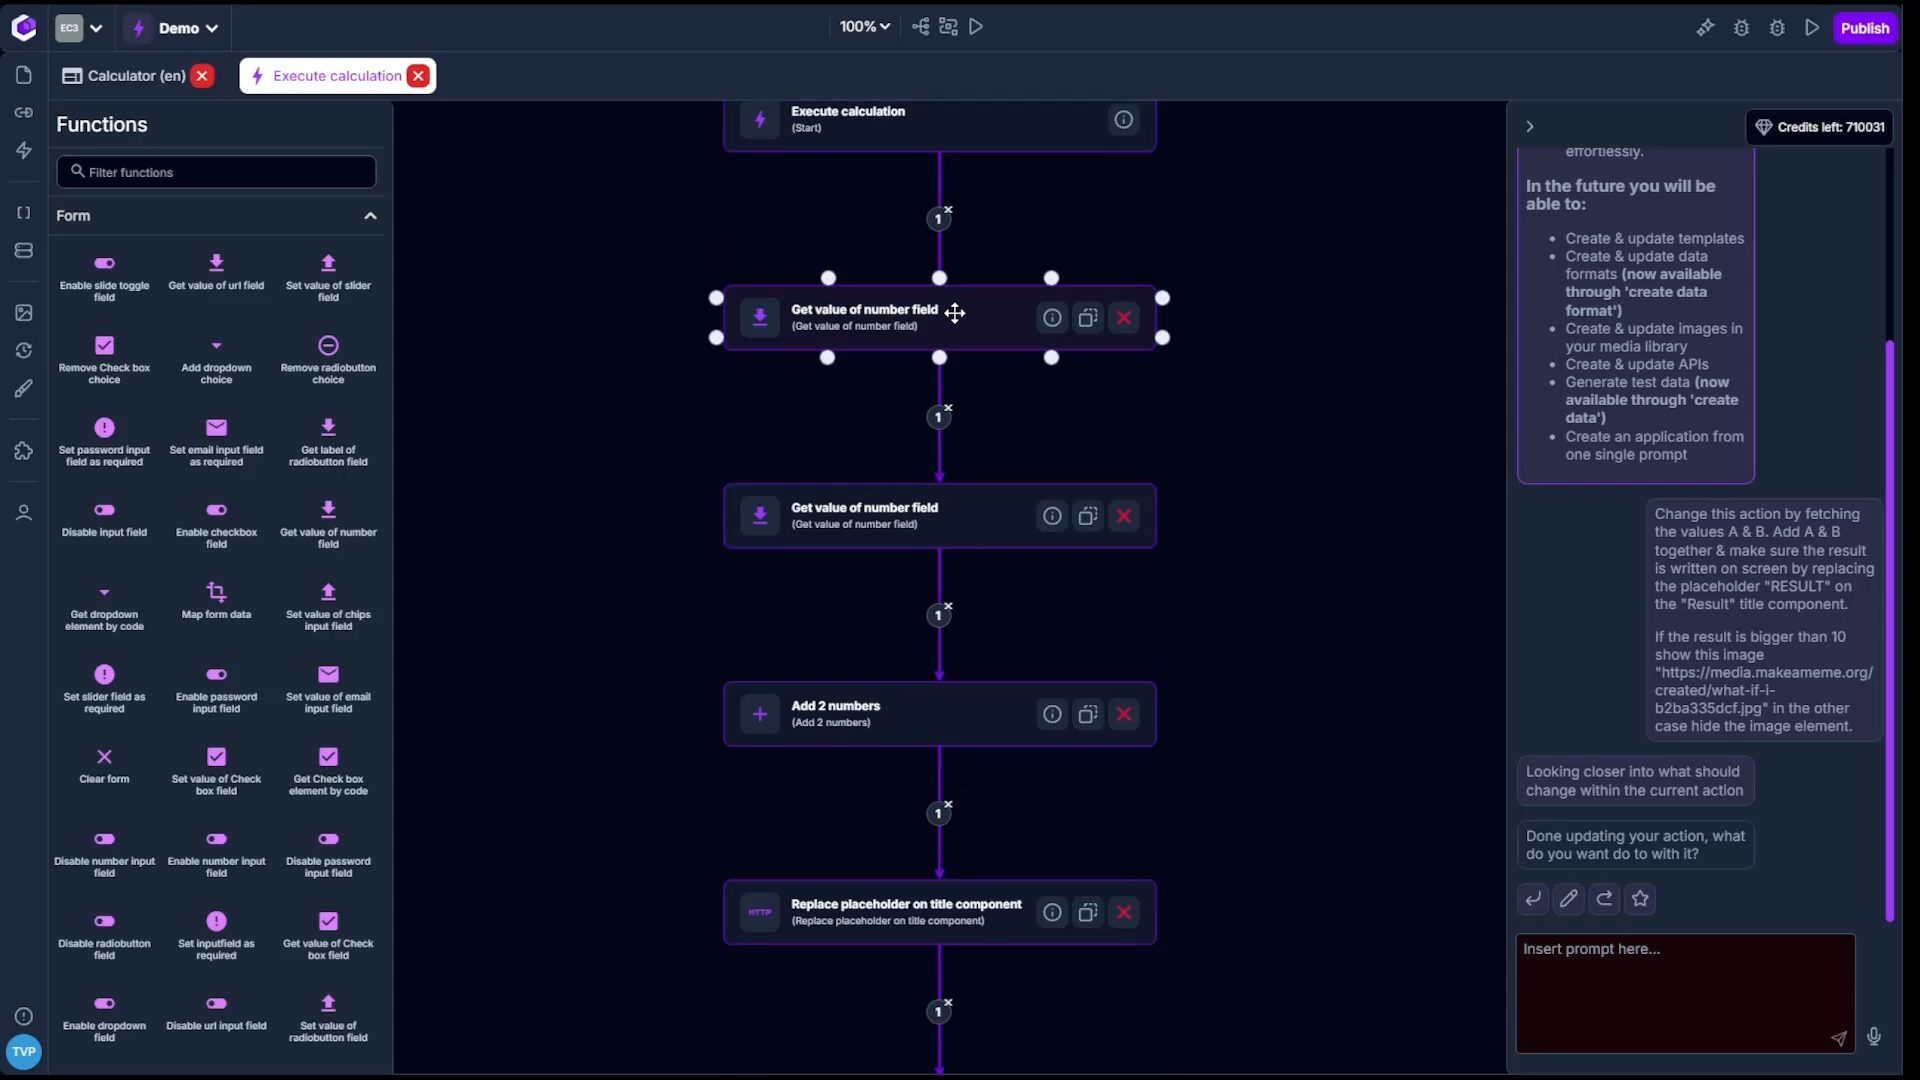 EC3
Demo
100%
Publish
Calculator (en)
Execute calculation
Functions
Filter functions
Form
Enable slide toggle
field
Get value of url field
Set value of slider
field
Remove Check box
choice
Add dropdown
choice
Remove radiobutton
choice
Set password input
field as required
Set email input field
as required
Get label of
radiobutton field
Disable input field
Enable checkbox
field
Get value of number
field
Get dropdown
element by code
Map form data
Set value of chips
input field
Set slider field as
required
Enable password
input field
Set value of email
input field
Clear form
Set value of Check
box field
Get Check box
element by code
Disable number input
field
Enable number input
field
Disable password
input field
Disable radiobutton
field
Set inputfield as
required
Get value of Check
box field
Enable dropdown
field
Disable url input field
Set value of
radiobutton field
TVP
Execute calculation
(Start)
1
Get value of number field
(Get value of number field)
1
Get value of number field
(Get value of number field)
1
Add 2 numbers
(Add 2 numbers)
1
HTTP
Replace placeholder on title component
(Replace placeholder on title component)
1
Credits left: 710031
effortlessly.
In the future you will be
able to:
• Create & update templates
• Create & update data
formats (now available
through 'create data
format')
• Create & update images in
your media library
• Create & update APIs
• Generate test data (now
available through 'create
data')
• Create an application from
one single prompt
Change this action by fetching
the values A & B. Add A & B
together & make sure the result
is written on screen by replacing
the placeholder "RESULT" on
the "Result" title component.
If the result is bigger than 10
show this image
"https://media.makeameme.org/
created/what-if-i-
b2ba335dcf.jpg" in the other
case hide the image element.
Looking closer into what should
change within the current action
Done updating your action, what
do you want do to with it?
Insert prompt here...